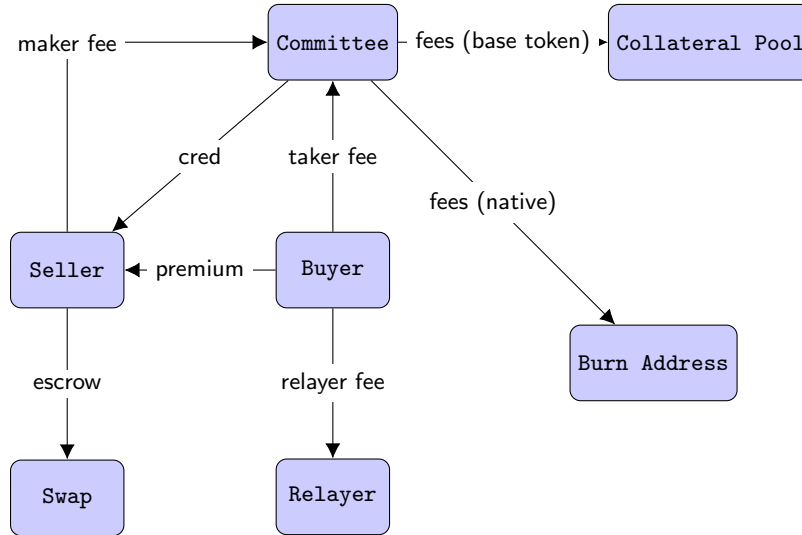 maker fee
Committee
fees (base token)
Collateral Pool
cred
taker fee
fees (native)
Seller
premium
Buyer
Burn Address
escrow
relayer fee
Swap
Relayer